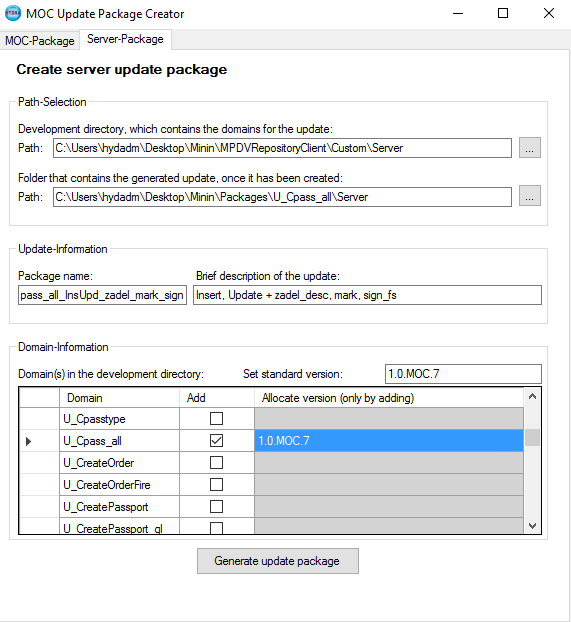 MOC Update Package Creator
MOC-Package Server-Package
Create server update package
Path-Selection
Development directory, which contains the domains for the update:
Path: C:\Users\hydadm\Desktop\Minin\MPDVRepositoryClient\Custom\Server ...
Folder that contains the generated update, once it has been created:
Path: C:\Users\hydadm\Desktop\Minin\Packages\U_Cpass_all\Server ...
Update-Information
Package name: Brief description of the update:
pass_all_InsUpd_zadel_mark_sign Insert, Update + zadel_desc, mark, sign_fs
Domain-Information
Domain(s) in the development directory: Set standard version: 1.0.MOC.7
Domain Add Allocate version (only by adding)
U_Cpasstype
U_Cpass_all 1.0.MOC.7
U_CreateOrder
U_CreateOrderFire
U_CreatePassport
U_CreatePassport_gl
Generate update package